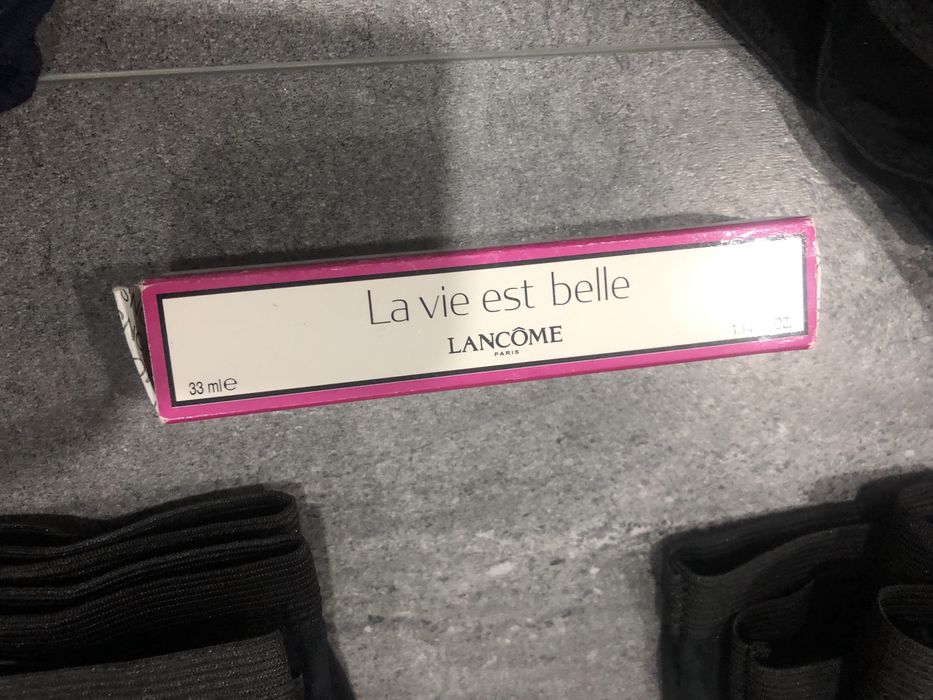 La vie est belle
LANCÔME
PARIS
33 ml e